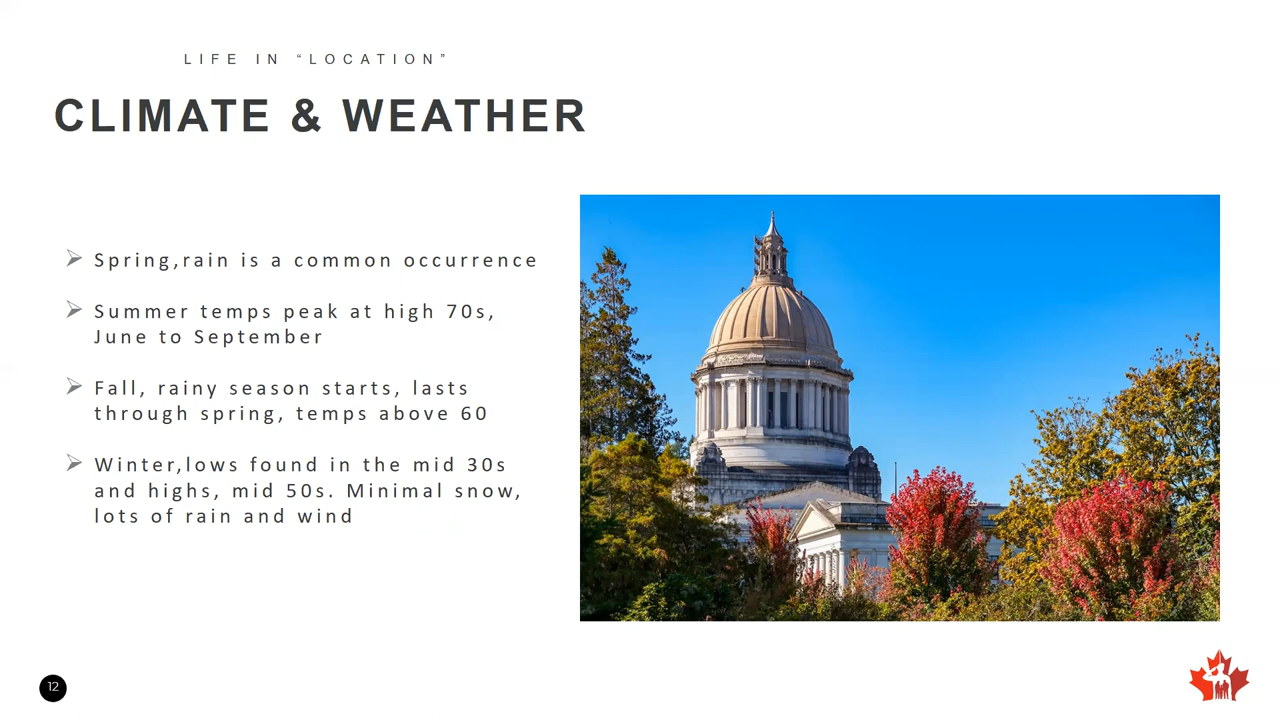 LIFE IN “LOCATION”
CLIMATE & WEATHER
Spring,rain is a common occurrence
Summer temps peak at high 70s,
June to September
Fall, rainy season starts, lasts
through spring, temps above 60
Winter,lows found in the mid 30s
and highs, mid 50s. Minimal snow,
lots of rain and wind
12